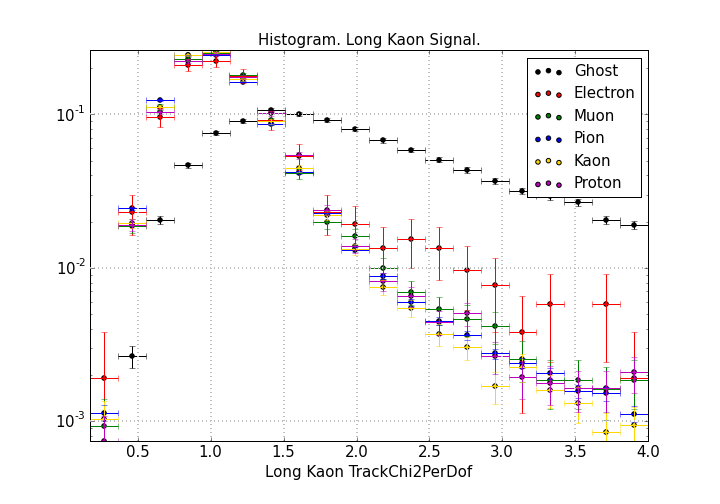 Histogram. Long Kaon Signal.
10⁻¹
10⁻²
10⁻³
Ghost
Electron
Muon
Pion
Kaon
Proton
0.5 1.0 1.5 2.0 2.5 3.0 3.5 4.0
Long Kaon TrackChi2PerDof